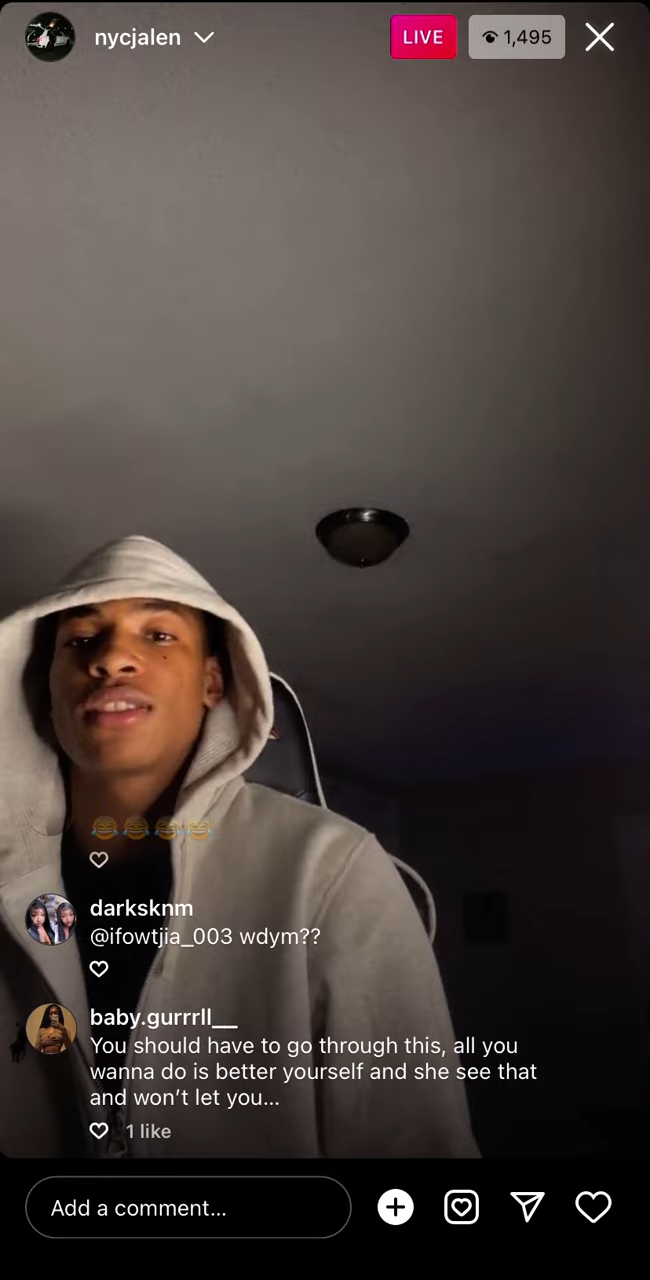 nycjalen
LIVE
1,495
😂😂😂😂
darksknm
@ifowtjia_003 wdym??
baby.gurrrll__
You should have to go through this, all you
wanna do is better yourself and she see that
and won’t let you...
1 like
Add a comment...